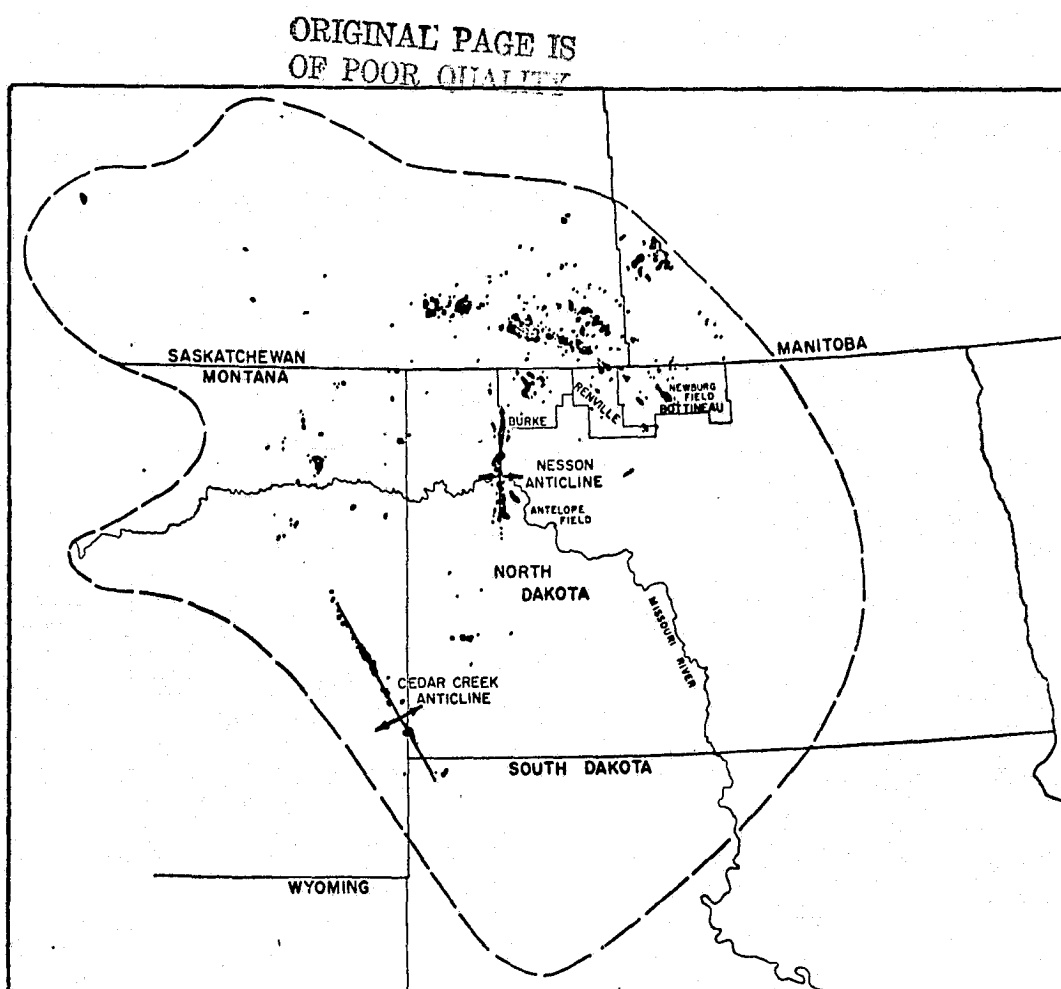 ORIGINAL PAGE IS
OF POOR QUALITY
SASKATCHEWAN
MONTANA
MANITOBA
NEWBURG
FIELD
BOTTINEAU
RENVILLE
BURKE
NESSON
ANTICLINE
ANTELOPE
FIELD
NORTH
DAKOTA
MISSOURI RIVER
CEDAR CREEK
ANTICLINE
SOUTH DAKOTA
WYOMING